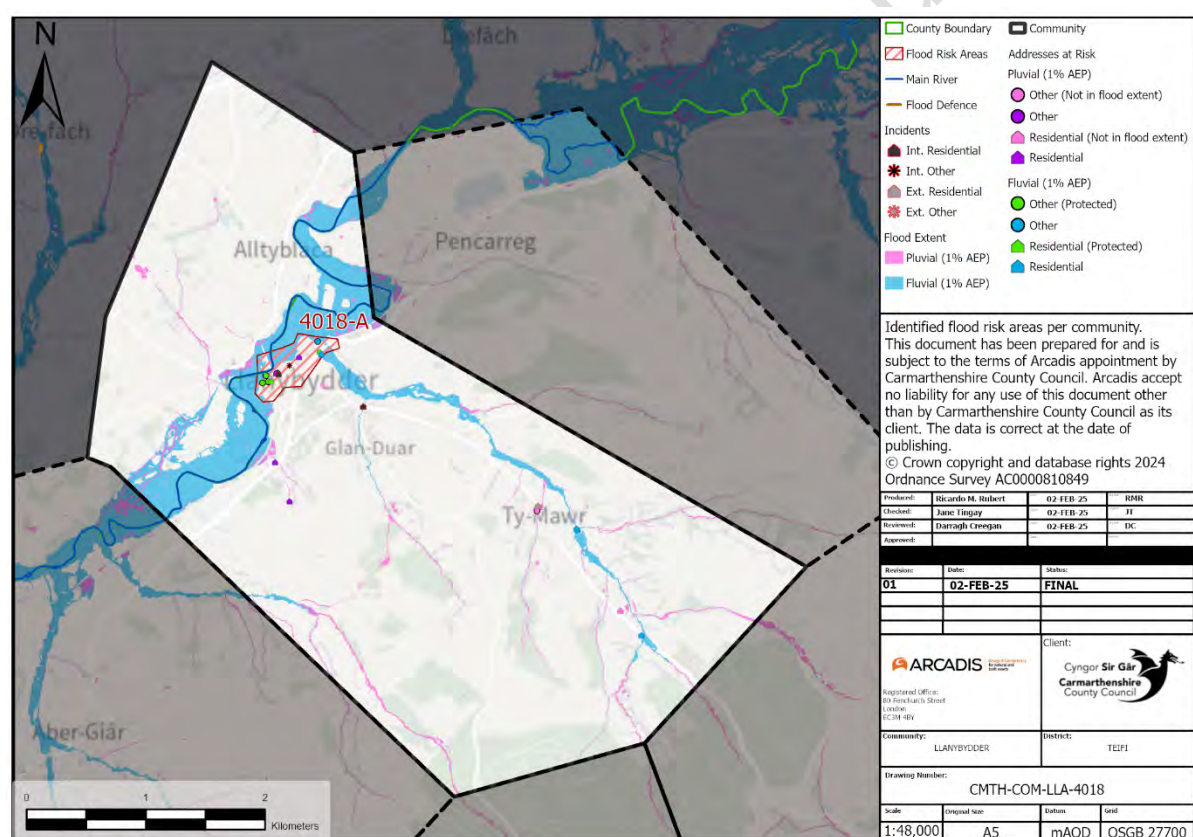 N
Drefach
Dre-fach
Alltyblaca
Pencarreg
4018-A
Llanybydder
Glan-Duar
Ty-Mawr
Aber-Giâr
0 1 2
Kilometers
County Boundary
Community
Flood Risk Areas
Main River
Flood Defence
Incidents
Int. Residential
Int. Other
Ext. Residential
Ext. Other
Flood Extent
Pluvial (1% AEP)
Fluvial (1% AEP)
Addresses at Risk
Pluvial (1% AEP)
Other (Not in flood extent)
Other
Residential (Not in flood extent)
Residential
Fluvial (1% AEP)
Other (Protected)
Other
Residential (Protected)
Residential
Identified flood risk areas per community.
This document has been prepared for and is
subject to the terms of Arcadis appointment by
Carmarthenshire County Council. Arcadis accept
no liability for any use of this document other
than by Carmarthenshire County Council as its
client. The data is correct at the date of
publishing.
© Crown copyright and database rights 2024
Ordnance Survey AC0000810849
Produced: Ricardo M. Rubert 02-FEB-25 RMR
Checked: Jane Tingay 02-FEB-25 JT
Reviewed: Darragh Creegan 02-FEB-25 DC
Approved:
Revision: Date: Status:
01 02-FEB-25 FINAL
ARCADIS
Registered Office:
80 Fenchurch Street
London
EC3M 4BY
Client:
Cyngor Sir Gâr
Carmarthenshire
County Council
Community:
LLANYBYDDER
District:
TEIFI
Drawing Number:
CMTH-COM-LLA-4018
Scale Original Size Datum Grid
1:48,000 A5 mAOD OSGB 27700